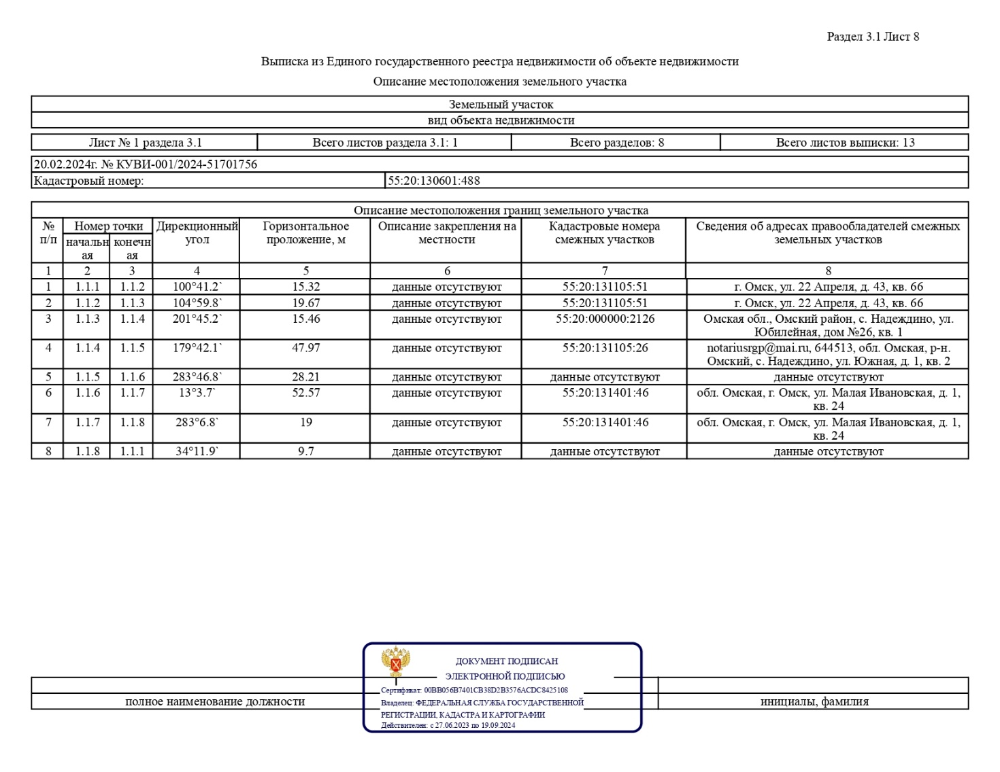 Раздел 3.1 Лист 8
Выписка из Единого государственного реестра недвижимости об объекте недвижимости
Описание местоположения земельного участка
Земельный участок
вид объекта недвижимости
Лист № 1 раздела 3.1 Всего листов раздела 3.1: 1 Всего разделов: 8 Всего листов выписки: 13
20.02.2024г. № КУВИ-001/2024-51701756
Кадастровый номер: 55:20:130601:488
Описание местоположения границ земельного участка
№ Номер точки Дирекционный Горизонтальное Описание закрепления на Кадастровые номера Сведения об адресах правообладателей смежных
п/п начальн конечн угол проложение, м местности смежных участков земельных участков
ая ая
1 2 3 4 5 6 7 8
1 1.1.1 1.1.2 100°41.2` 15.32 данные отсутствуют 55:20:131105:51 г. Омск, ул. 22 Апреля, д. 43, кв. 66
2 1.1.2 1.1.3 104°59.8` 19.67 данные отсутствуют 55:20:131105:51 г. Омск, ул. 22 Апреля, д. 43, кв. 66
3 1.1.3 1.1.4 201°45.2` 15.46 данные отсутствуют 55:20:000000:2126 Омская обл., Омский район, с. Надеждино, ул.
Юбилейная, дом №26, кв. 1
4 1.1.4 1.1.5 179°42.1` 47.97 данные отсутствуют 55:20:131105:26 notariusrgp@mai.ru, 644513, обл. Омская, р-н.
Омский, с. Надеждино, ул. Южная, д. 1, кв. 2
5 1.1.5 1.1.6 283°46.8` 28.21 данные отсутствуют данные отсутствуют данные отсутствуют
6 1.1.6 1.1.7 13°3.7` 52.57 данные отсутствуют 55:20:131401:46 обл. Омская, г. Омск, ул. Малая Ивановская, д. 1,
кв. 24
7 1.1.7 1.1.8 283°6.8` 19 данные отсутствуют 55:20:131401:46 обл. Омская, г. Омск, ул. Малая Ивановская, д. 1,
кв. 24
8 1.1.8 1.1.1 34°11.9` 9.7 данные отсутствуют данные отсутствуют данные отсутствуют
ДОКУМЕНТ ПОДПИСАН
ЭЛЕКТРОННОЙ ПОДПИСЬЮ
Сертификат: 00BB056B7401CB38D2B3576ACDC8425108
Владелец: ФЕДЕРАЛЬНАЯ СЛУЖБА ГОСУДАРСТВЕННОЙ
РЕГИСТРАЦИИ, КАДАСТРА И КАРТОГРАФИИ
Действителен: с 27.06.2023 по 19.09.2024
полное наименование должности инициалы, фамилия